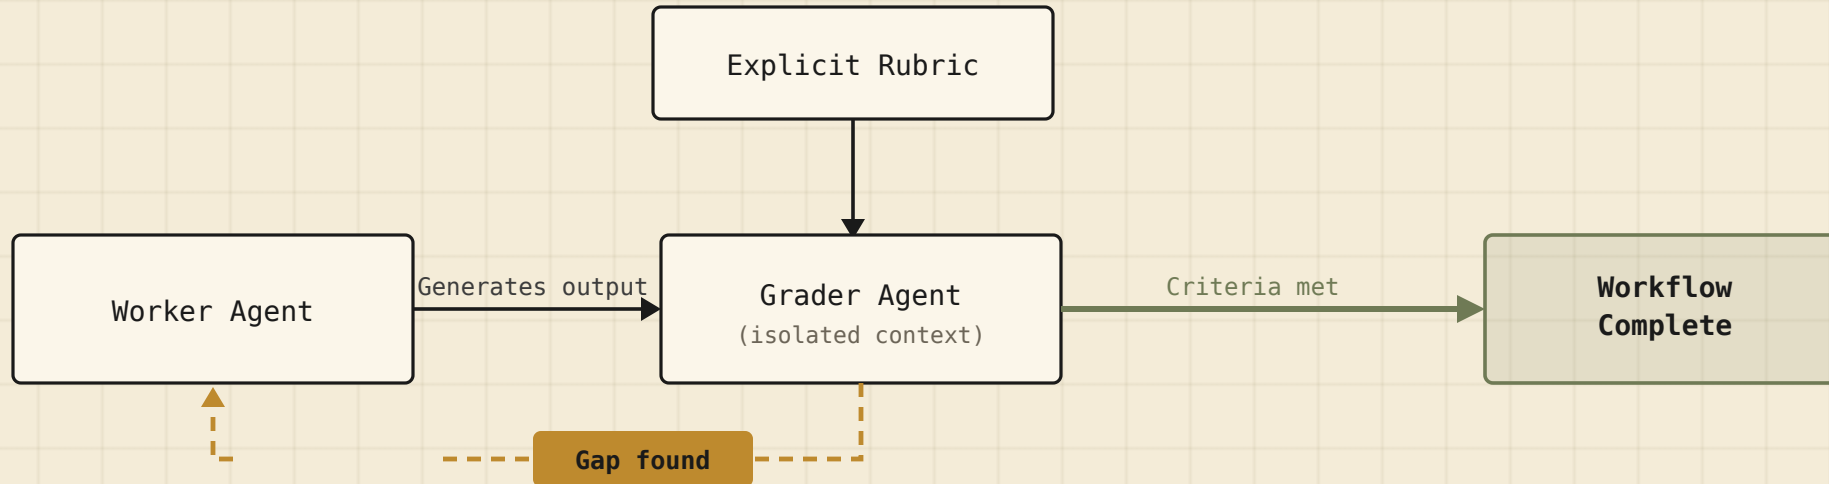 Explicit Rubric
Worker Agent
Generates output
Grader Agent
(isolated context)
Criteria met
Workflow
Complete
Gap found